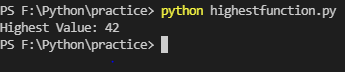 PS F:\Python\practice> python highestfunction.py
Highest Value: 42
PS F:\Python\practice>